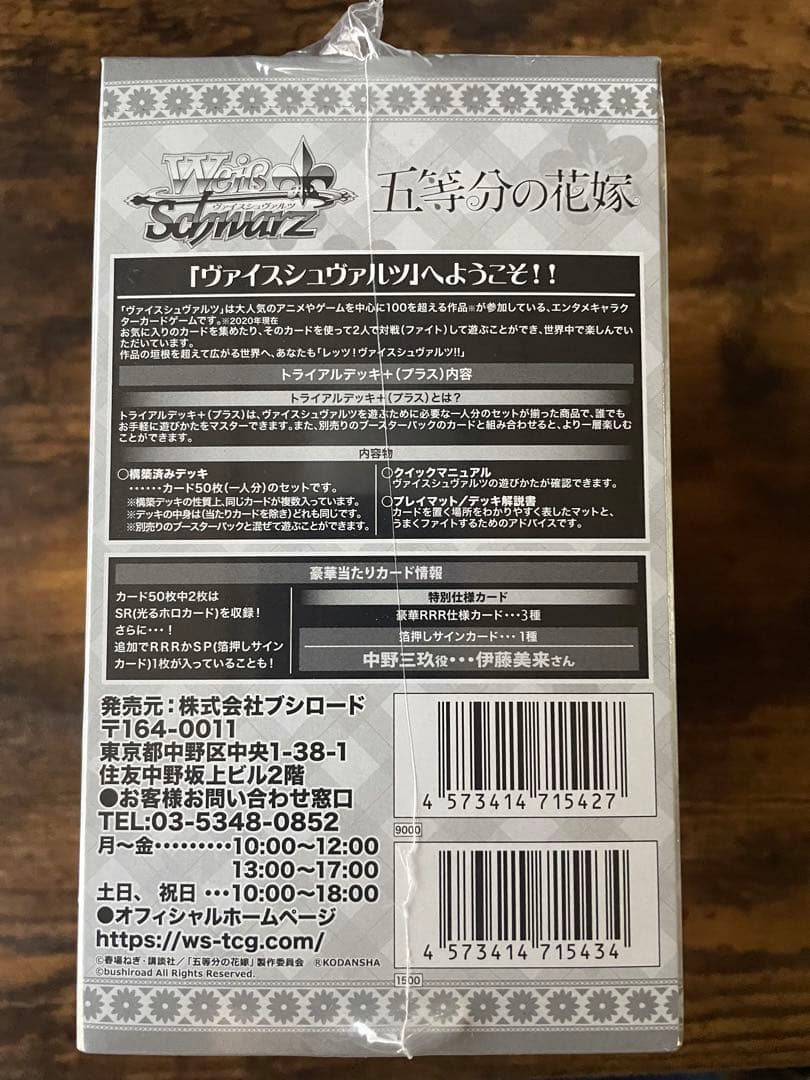 Weiß
Schwarz
ヴァイスシュヴァルツ
五等分の花嫁
「ヴァイスシュヴァルツ」へようこそ!!
「ヴァイスシュヴァルツ」は大人気のアニメやゲームを中心に100を超える作品※が参加している、エンタメキャラク
ターカードゲームです。※2020年現在
お気に入りのカードを集めたり、そのカードを使って2人で対戦(ファイト)して遊ぶことができ、世界中で楽しんで
いただいています。
作品の垣根を超えて広がる世界へ、あなたも「レッツ!ヴァイスシュヴァルツ!!」
トライアルデッキ+(プラス)内容
トライアルデッキ+(プラス)とは?
トライアルデッキ+(プラス)は、ヴァイスシュヴァルツを遊ぶために必要な一人分のセットが揃った商品で、誰でも
お手軽に遊びかたをマスターできます。また、別売りのブースターパックのカードと組み合わせると、より一層楽しむ
ことができます。
内容物
○構築済みデッキ
……カード50枚(一人分)のセットです。
※構築デッキの性質上、同じカードが複数入っています。
※デッキの中身は(当たりカードを除き)どれも同じです。
※別売りのブースターパックと混ぜて遊ぶことができます。
○クイックマニュアル
ヴァイスシュヴァルツの遊びかたが確認できます。
○プレイマット/デッキ解説書
カードを置く場所をわかりやすく表したマットと、
うまくファイトするためのアドバイスです。
豪華当たりカード情報
カード50枚中2枚は
SR(光るホロカード)を収録!
さらに…!
追加でRRRかSP(箔押しサイン
カード)1枚が入っていることも!
特別仕様カード
豪華RRR仕様カード…3種
箔押しサインカード…1種
中野三玖役…伊藤美来さん
発売元:株式会社ブシロード
〒164-0011
東京都中野区中央1-38-1
住友中野坂上ビル2階
●お客様お問い合わせ窓口
TEL:03-5348-0852
月~金………10:00~12:00
13:00~17:00
土日、祝日…10:00~18:00
●オフィシャルホームページ
https://ws-tcg.com/
©春場ねぎ・講談社/「五等分の花嫁」製作委員会 ®KODANSHA
©bushiroad All Rights Reserved.
4 573414 715427
9000
4 573414 715434
1500